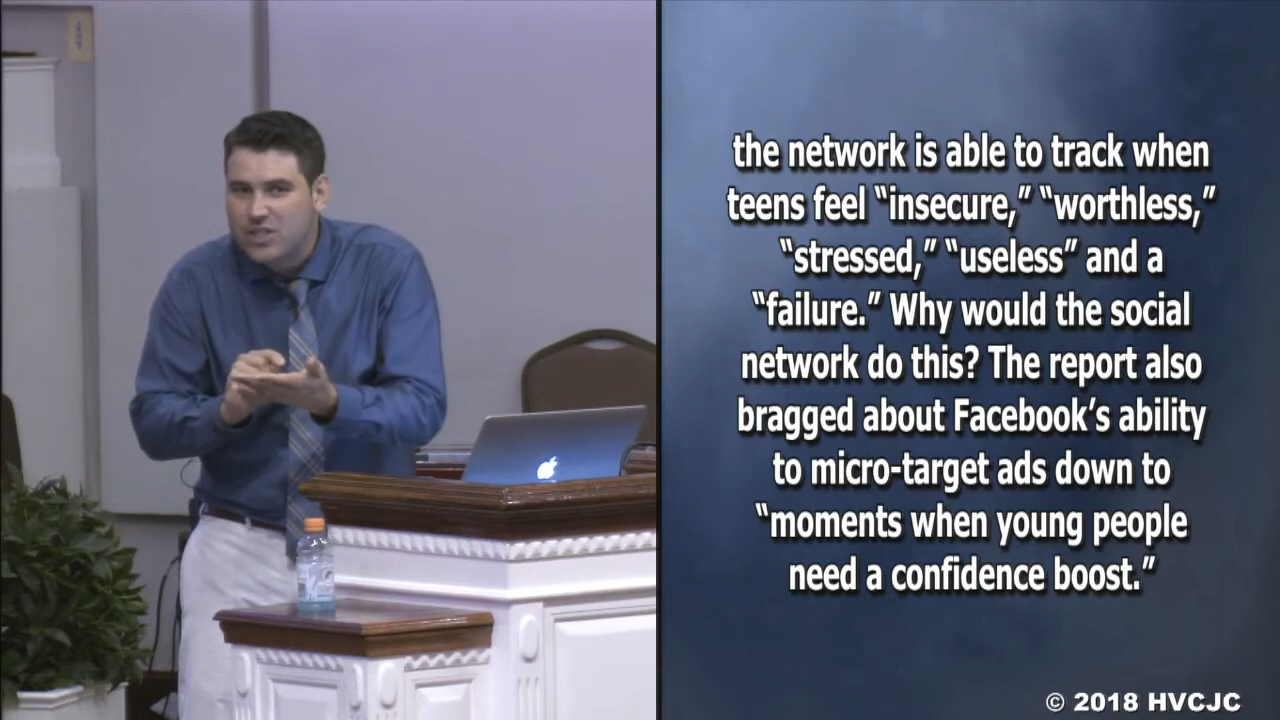 the network is able to track when
teens feel “insecure,” “worthless,”
“stressed,” “useless” and a
“failure.” Why would the social
network do this? The report also
bragged about Facebook’s ability
to micro-target ads down to
“moments when young people
need a confidence boost.”
© 2018 HVCJC